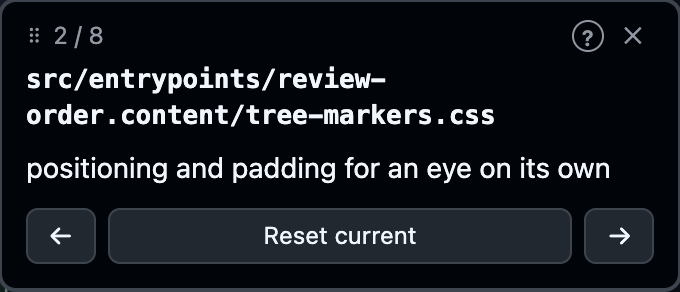 2 / 8
?
src/entrypoints/review-
order.content/tree-markers.css
positioning and padding for an eye on its own
Reset current